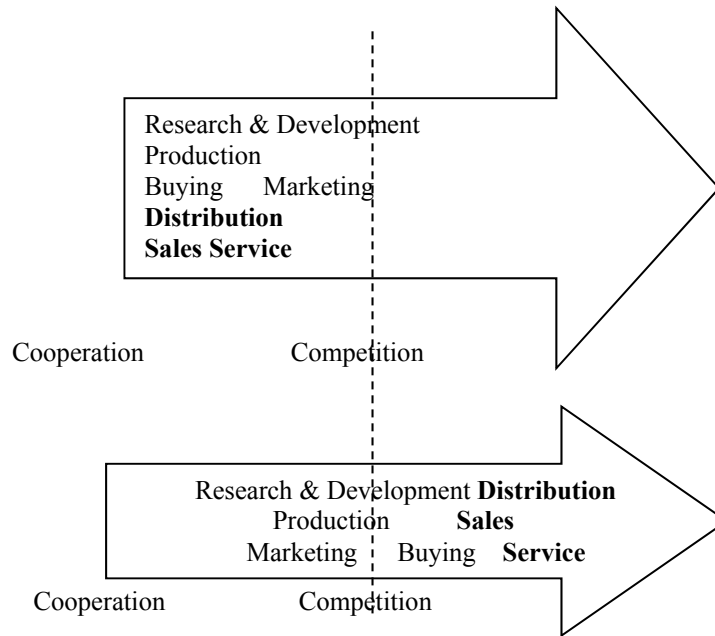 Research & Development
Production
Buying Marketing
Distribution
Sales Service
Cooperation Competition
Research & Development Distribution
Production Sales
Marketing Buying Service
Cooperation Competition